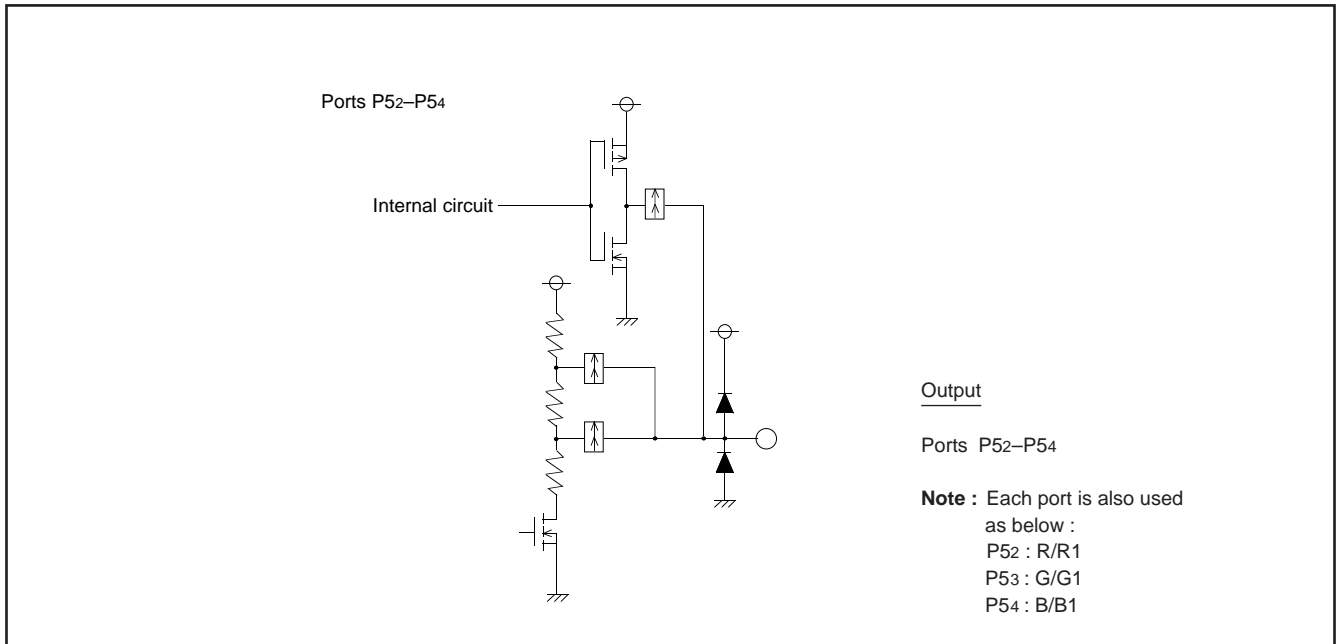 Ports P52–P54
Internal circuit
Output
Ports P52–P54
Note : Each port is also used
as below :
P52 : R/R1
P53 : G/G1
P54 : B/B1